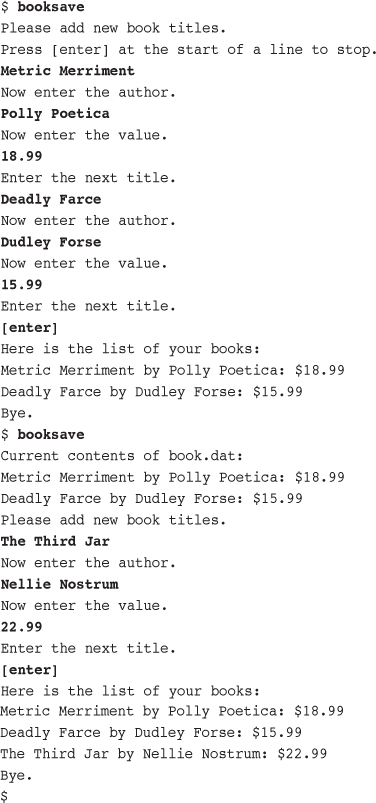 $ booksave
Please add new book titles.
Press [enter] at the start of a line to stop.
Metric Merriment
Now enter the author.
Polly Poetica
Now enter the value.
18.99
Enter the next title.
Deadly Farce
Now enter the author.
Dudley Forse
Now enter the value.
15.99
Enter the next title.
[enter]
Here is the list of your books:
Metric Merriment by Polly Poetica: $18.99
Deadly Farce by Dudley Forse: $15.99
Bye.
$ booksave
Current contents of book.dat:
Metric Merriment by Polly Poetica: $18.99
Deadly Farce by Dudley Forse: $15.99
Please add new book titles.
The Third Jar
Now enter the author.
Nellie Nostrum
Now enter the value.
22.99
Enter the next title.
[enter]
Here is the list of your books:
Metric Merriment by Polly Poetica: $18.99
Deadly Farce by Dudley Forse: $15.99
The Third Jar by Nellie Nostrum: $22.99
Bye.
$